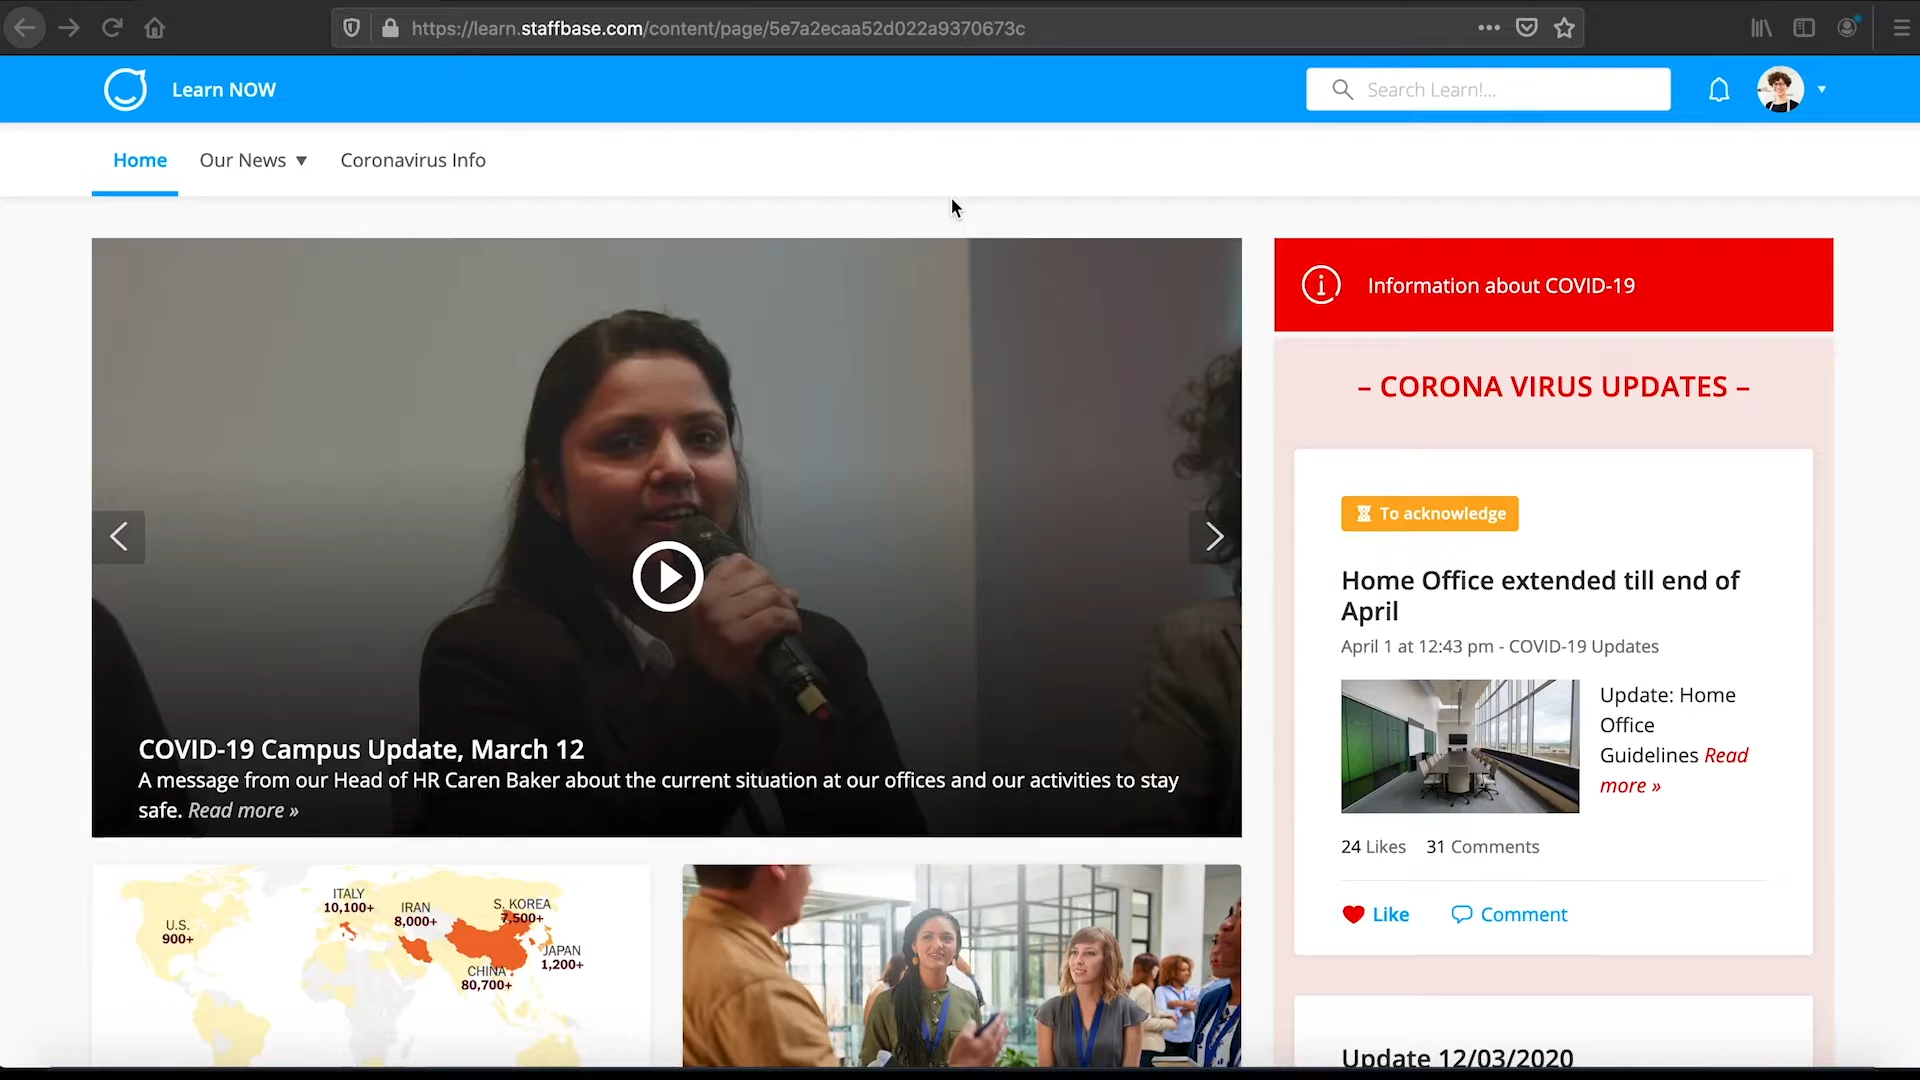 https://learn.staffbase.com/content/page/5e7a2ecaa52d022a9370673c
Learn NOW
Search Learn!...
Home
Our News ▼
Coronavirus Info
COVID-19 Campus Update, March 12
A message from our Head of HR Caren Baker about the current situation at our offices and our activities to stay
safe. Read more »
ITALY
10,100+
IRAN
8,000+
S. KOREA
7,500+
U.S.
900+
JAPAN
1,200+
CHINA
80,700+
Information about COVID-19
– CORONA VIRUS UPDATES –
To acknowledge
Home Office extended till end of
April
April 1 at 12:43 pm - COVID-19 Updates
Update: Home
Office
Guidelines Read
more »
24 Likes 31 Comments
Like
Comment
Update 12/03/2020